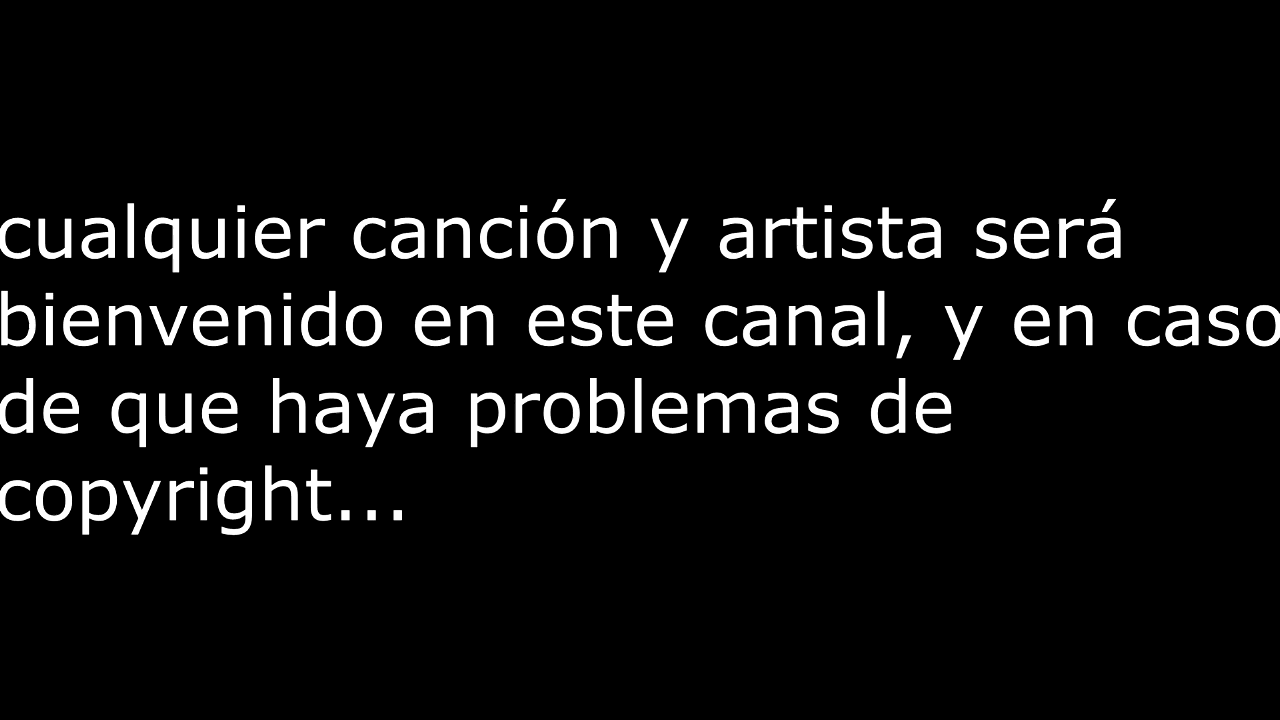 cualquier canción y artista será
bienvenido en este canal, y en caso
de que haya problemas de
copyright...